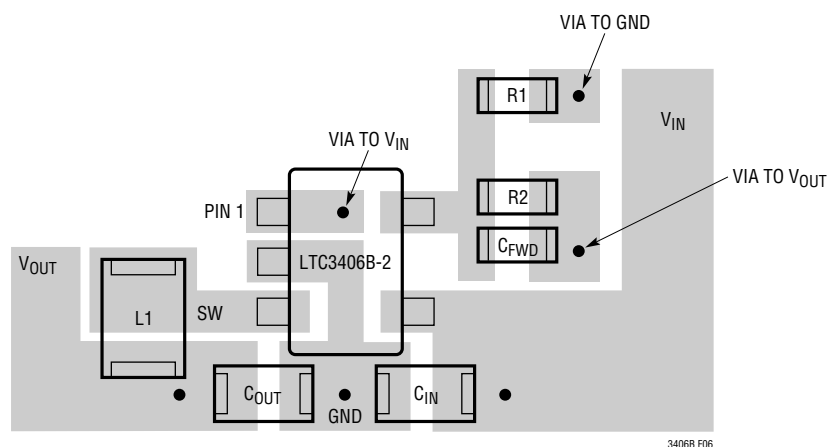 VIA TO GND
R1
VIN
VIA TO VIN
VIA TO VOUT
PIN 1
R2
CFWD
LTC3406B-2
VOUT
L1
SW
COUT
GND
CIN
3406B F06